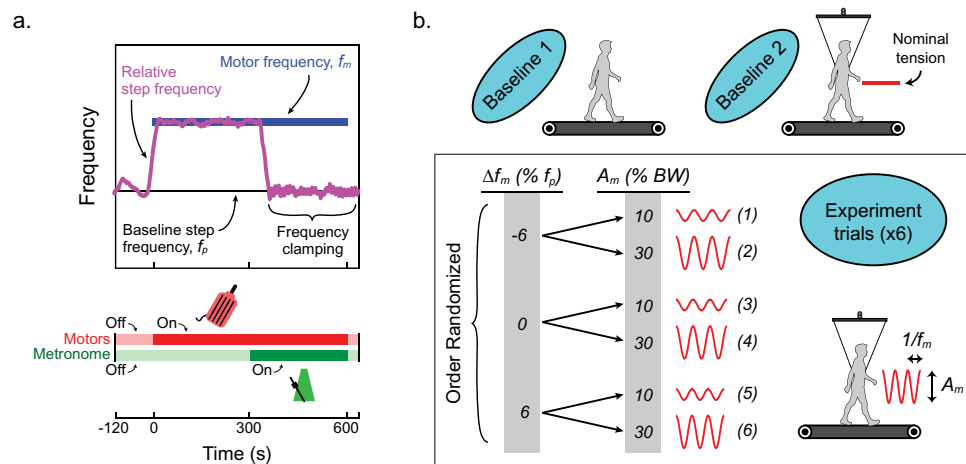 a.
Frequency
Relative
step frequency
Motor frequency, fm
Baseline step
frequency, fp
Frequency
clamping
Off
On
Motors
Metronome
Off
On
-120
0
300
600
Time (s)
b.
Baseline 1
Baseline 2
Nominal
tension
Δfm (% fp)
Am (% BW)
Order Randomized
-6
10
(1)
30
(2)
0
10
(3)
30
(4)
6
10
(5)
30
(6)
Experiment
trials (x6)
1/fm
Am